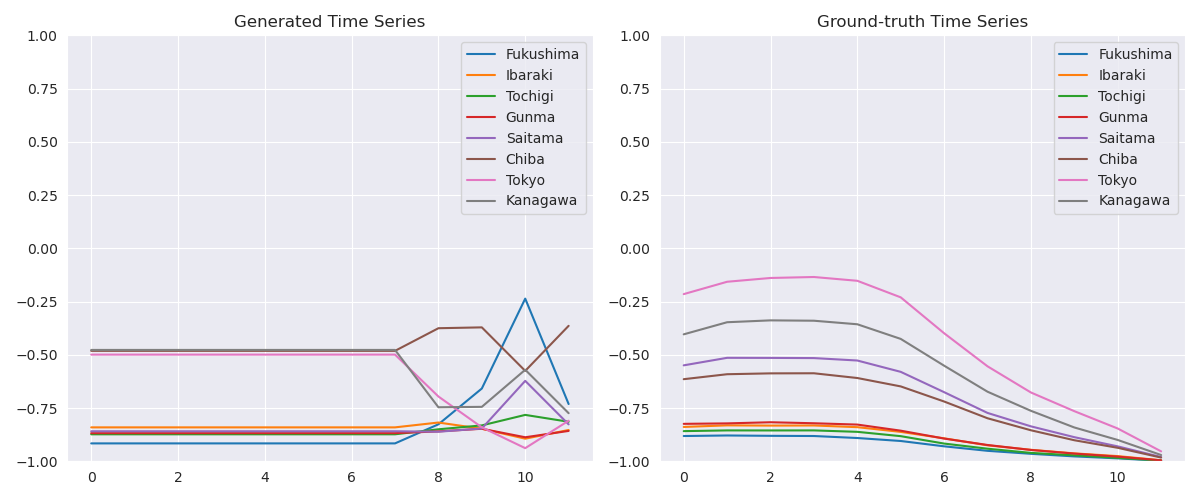 Generated Time Series
1.00
0.75
0.50
0.25
0.00
−0.25
−0.50
−0.75
−1.00
0 2 4 6 8 10
Fukushima
Ibaraki
Tochigi
Gunma
Saitama
Chiba
Tokyo
Kanagawa
Ground-truth Time Series
1.00
0.75
0.50
0.25
0.00
−0.25
−0.50
−0.75
−1.00
0 2 4 6 8 10
Fukushima
Ibaraki
Tochigi
Gunma
Saitama
Chiba
Tokyo
Kanagawa